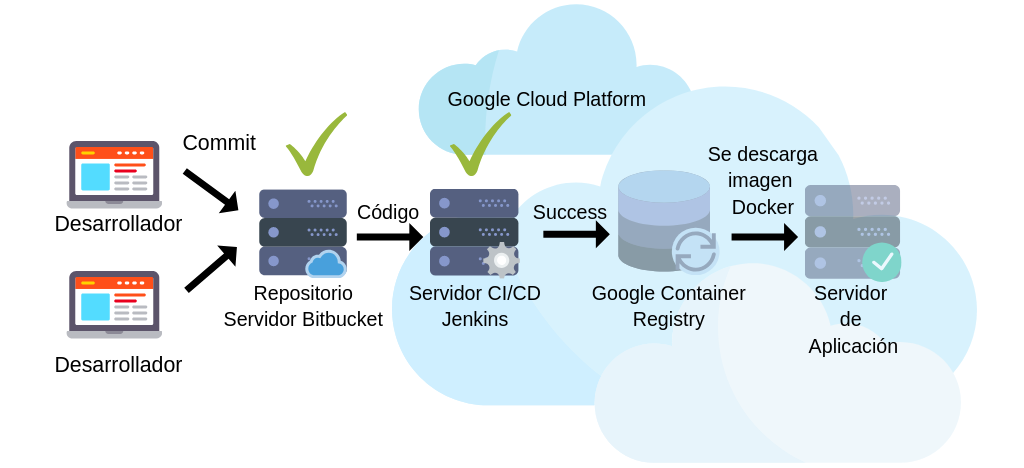 Google Cloud Platform
Commit
Desarrollador
Desarrollador
Repositorio
Servidor Bitbucket
Código
Servidor CI/CD
Jenkins
Success
Google Container
Registry
Se descarga
imagen
Docker
Servidor
de
Aplicación